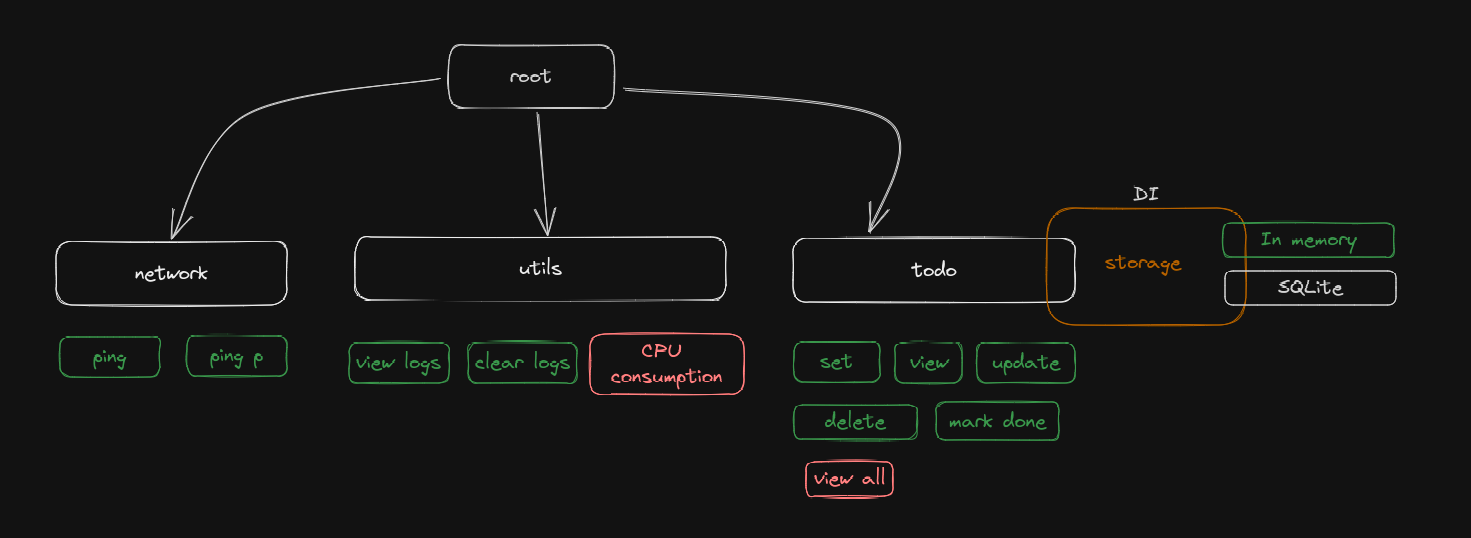 root
DI
network
utils
todo
storage
In memory
SQLite
ping
ping p
view logs
clear logs
CPU
consumption
set
view
update
delete
mark done
view all